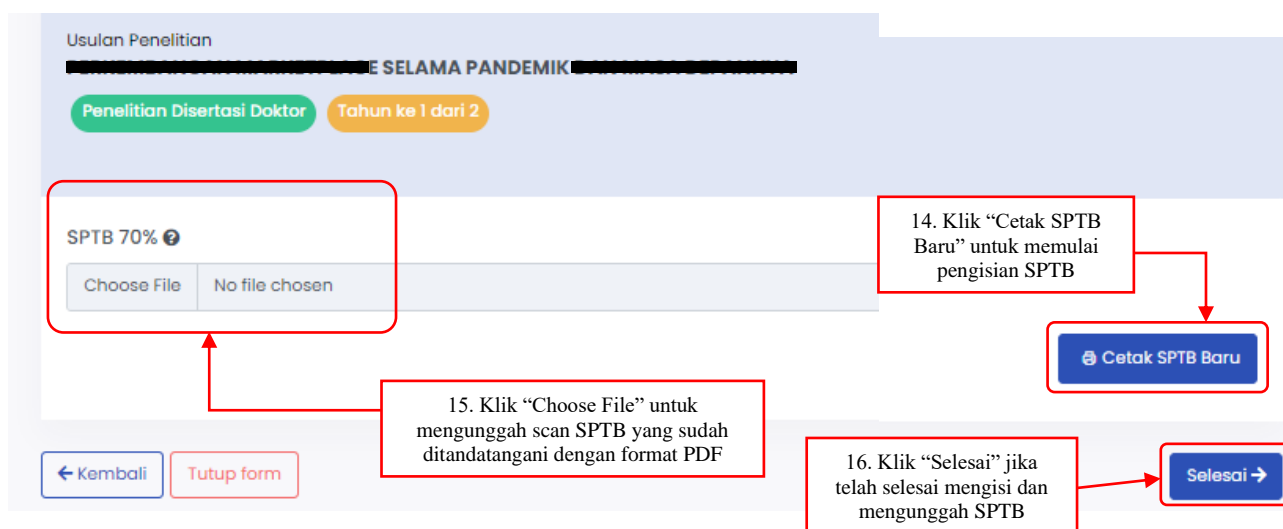 Usulan Penelitian
E SELAMA PANDEMIK
Penelitian Disertasi Doktor
Tahun ke 1 dari 2
SPTB 70%
Choose File
No file chosen
14. Klik “Cetak SPTB
Baru” untuk memulai
pengisian SPTB
Cetak SPTB Baru
15. Klik “Choose File” untuk
mengunggah scan SPTB yang sudah
ditandatangani dengan format PDF
Kembali
Tutup form
16. Klik “Selesai” jika
telah selesai mengisi dan
mengunggah SPTB
Selesai